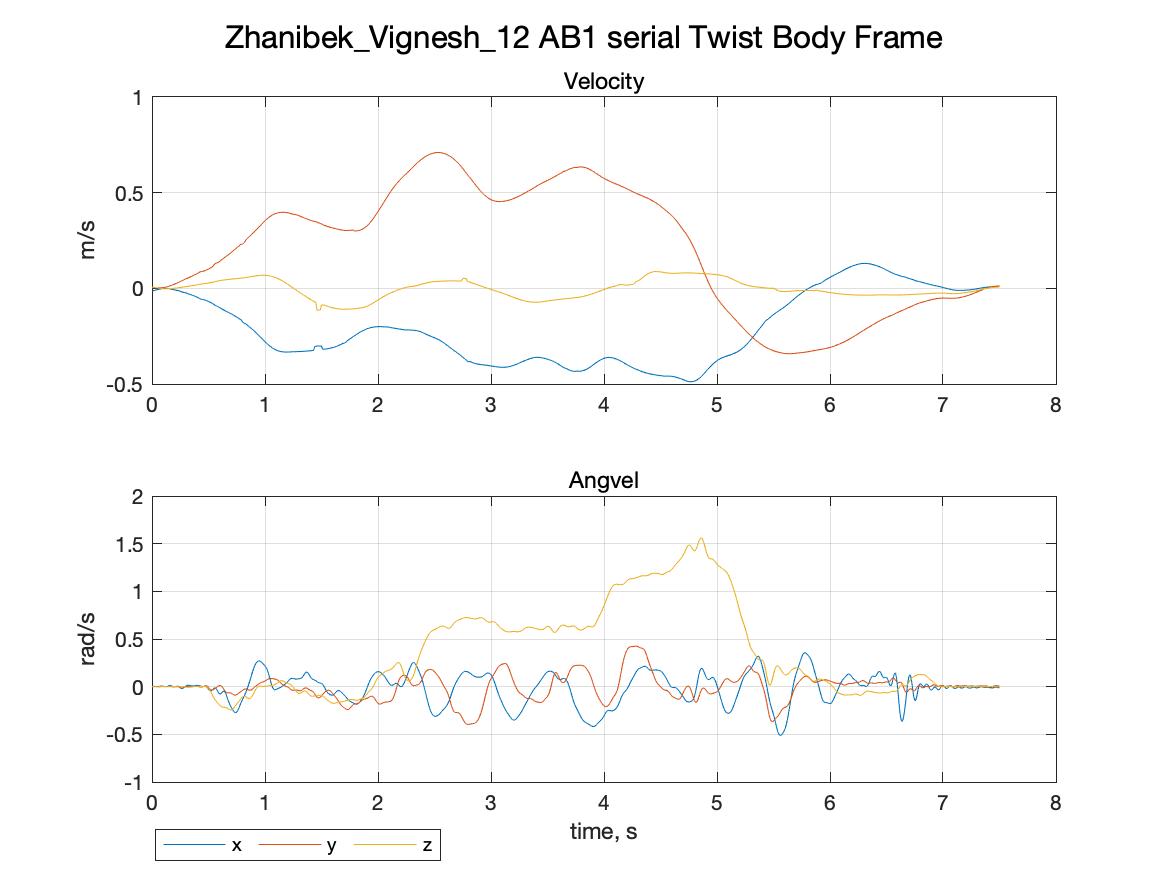 Zhanibek_Vignesh_12 AB1 serial Twist Body Frame
Velocity
1
0.5
0
-0.5
m/s
0 1 2 3 4 5 6 7 8
Angvel
2
1.5
1
0.5
0
-0.5
-1
rad/s
0 1 2 3 4 5 6 7 8
time, s
x y z